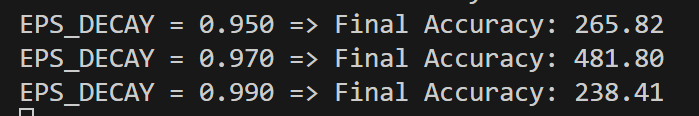 EPS_DECAY = 0.950 => Final Accuracy: 265.82
EPS_DECAY = 0.970 => Final Accuracy: 481.80
EPS_DECAY = 0.990 => Final Accuracy: 238.41